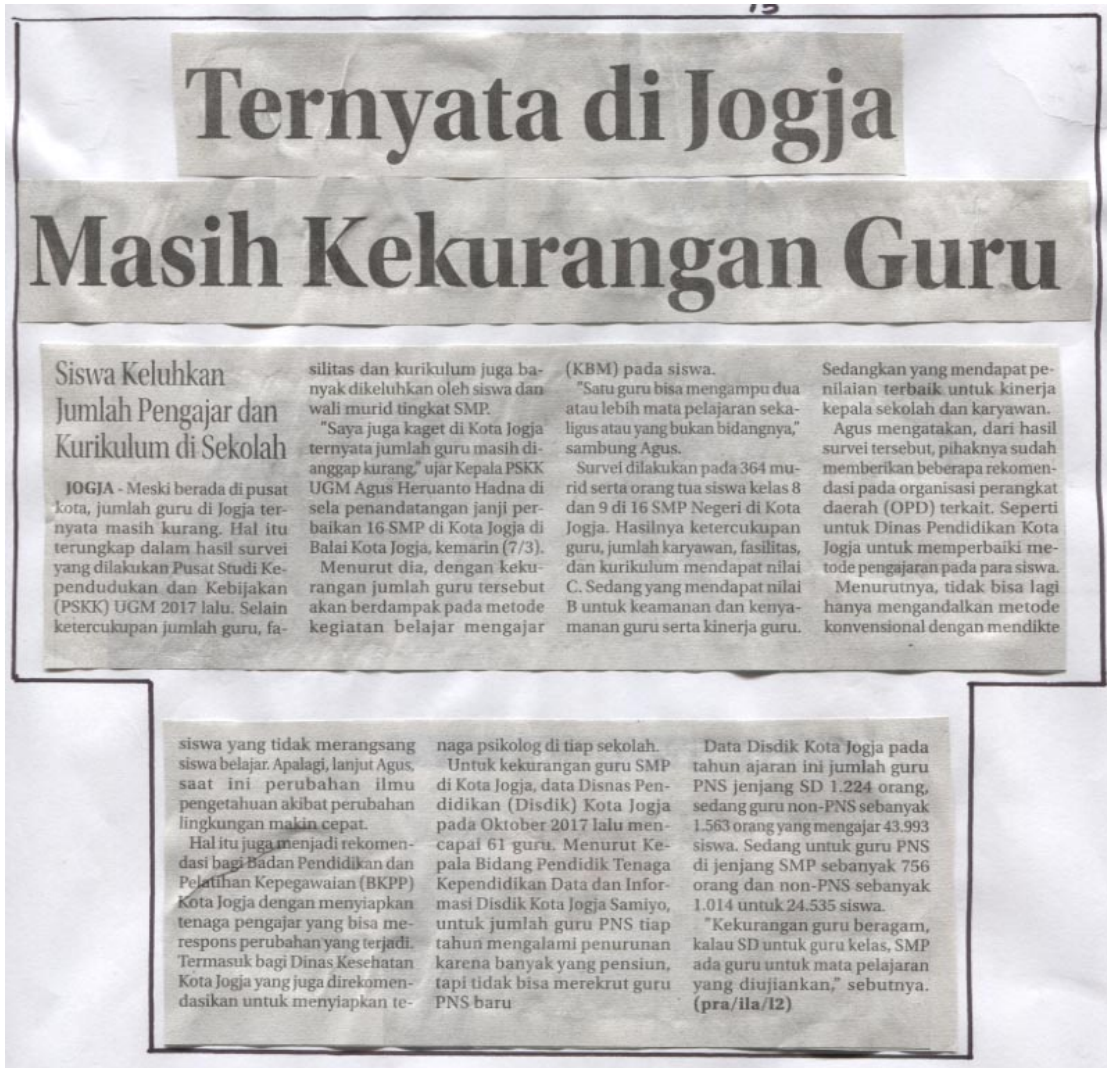 13
Ternyata di Jogja
Masih Kekurangan Guru
Siswa Keluhkan
Jumlah Pengajar dan
Kurikulum di Sekolah
JOGJA - Meski berada di pusat
kota, jumlah guru di Jogja ter-
nyata masih kurang. Hal itu
terungkap dalam hasil survei
yang dilakukan Pusat Studi Ke-
pendudukan dan Kebijakan
(PSKK) UGM 2017 lalu. Selain
ketercukupan jumlah guru, fa-
silitas dan kurikulum juga ba-
nyak dikeluhkan oleh siswa dan
wali murid tingkat SMP.
"Saya juga kaget di Kota Jogja
ternyata jumlah guru masih di-
anggap kurang," ujar Kepala PSKK
UGM Agus Heruanto Hadna di
sela penandatangan janji per-
baikan 16 SMP di Kota Jogja di
Balai Kota Jogja, kemarin (7/3).
Menurut dia, dengan keku-
rangan jumlah guru tersebut
akan berdampak pada metode
kegiatan belajar mengajar
(KBM) pada siswa.
"Satu guru bisa mengampu dua
atau lebih mata pelajaran seka-
ligus atau yang bukan bidangnya,"
sambung Agus.
Survei dilakukan pada 364 mu-
rid serta orang tua siswa kelas 8
dan 9 di 16 SMP Negeri di Kota
Jogja. Hasilnya ketercukupan
guru, jumlah karyawan, fasilitas,
dan kurikulum mendapat nilai
C. Sedang yang mendapat nilai
B untuk keamanan dan kenya-
manan guru serta kinerja guru.
Sedangkan yang mendapat pe-
nilaian terbaik untuk kinerja
kepala sekolah dan karyawan.
Agus mengatakan, dari hasil
survei tersebut, pihaknya sudah
memberikan beberapa rekomen-
dasi pada organisasi perangkat
daerah (OPD) terkait. Seperti
untuk Dinas Pendidikan Kota
Jogja untuk memperbaiki me-
tode pengajaran pada para siswa.
Menurutnya, tidak bisa lagi
hanya mengandalkan metode
konvensional dengan mendikte
siswa yang tidak merangsang
siswa belajar. Apalagi, lanjut Agus,
saat ini perubahan ilmu
pengetahuan akibat perubahan
lingkungan makin cepat.
Hal itu juga menjadi rekomen-
dasi bagi Badan Pendidikan dan
Pelatihan Kepegawaian (BKPP)
Kota Jogja dengan menyiapkan
tenaga pengajar yang bisa me-
respons perubahan yang terjadi.
Termasuk bagi Dinas Kesehatan
Kota Jogja yang juga direkomen-
dasikan untuk menyiapkan te-
naga psikolog di tiap sekolah.
Untuk kekurangan guru SMP
di Kota Jogja, data Disnas Pen-
didikan (Disdik) Kota Jogja
pada Oktober 2017 lalu men-
capai 61 guru. Menurut Ke-
pala Bidang Pendidik Tenaga
Kependidikan Data dan Infor-
masi Disdik Kota Jogja Samiyo,
untuk jumlah guru PNS tiap
tahun mengalami penurunan
karena banyak yang pensiun,
tapi tidak bisa merekrut guru
PNS baru
Data Disdik Kota Jogja pada
tahun ajaran ini jumlah guru
PNS jenjang SD 1.224 orang,
sedang guru non-PNS sebanyak
1.563 orang yang mengajar 43.993
siswa. Sedang untuk guru PNS
di jenjang SMP sebanyak 756
orang dan non-PNS sebanyak
1.014 untuk 24.535 siswa.
"Kekurangan guru beragam,
kalau SD untuk guru kelas, SMP
ada guru untuk mata pelajaran
yang diujiankan," sebutnya.
(pra/ila/l2)